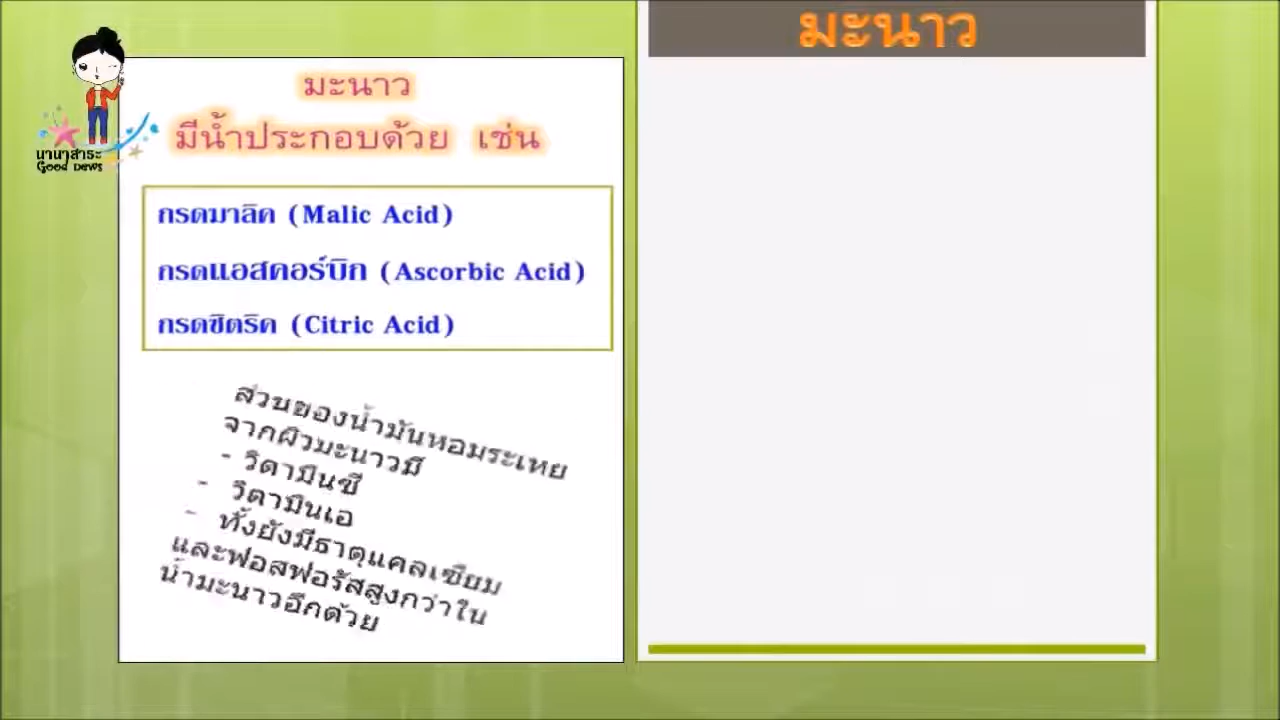 มะนาว
มีน้ำประกอบด้วย เช่น
กรดมาลิค (Malic Acid)
กรดแอสคอร์บิก (Ascorbic Acid)
กรดซิตริค (Citric Acid)
ส่วนของน้ำมันหอมระเหย
จากผิวมะนาวมี
- วิตามินซี
- วิตามินเอ
- ทั้งยังมีธาตุแคลเซียม
และฟอสฟอรัสสูงกว่าใน
น้ำมะนาวอีกด้วย
มะนาว
นานาสาระ
Good news